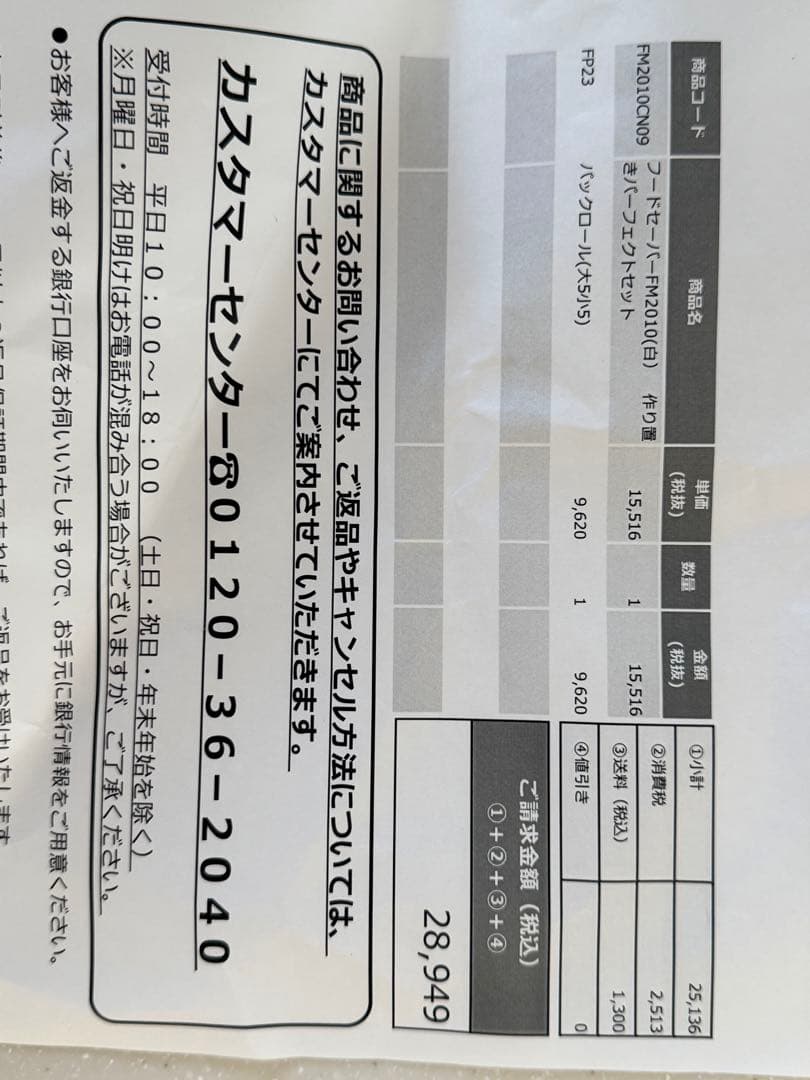 商品コード 商品名 単価(税抜) 数量 金額(税抜)
FM2010CN09 フードセーバーFM2010(白) 作り置きパーフェクトセット 15,516 1 15,516
FP23 パックロール(大5小5) 9,620 1 9,620
①小計 25,136
②消費税 2,513
③送料(税込) 1,300
④値引き 0
ご請求金額(税込)
①+②+③+④
28,949
商品に関するお問い合わせ、ご返品やキャンセル方法については、
カスタマーセンターにてご案内させていただきます。
カスタマーセンター☎0120-36-2040
受付時間 平日10:00~18:00 (土日・祝日・年末年始を除く)
※月曜日・祝日明けはお電話が混み合う場合がございますが、ご了承ください。
●お客様へご返金する銀行口座をお伺いいたしますので、お手元に銀行情報をご用意ください。